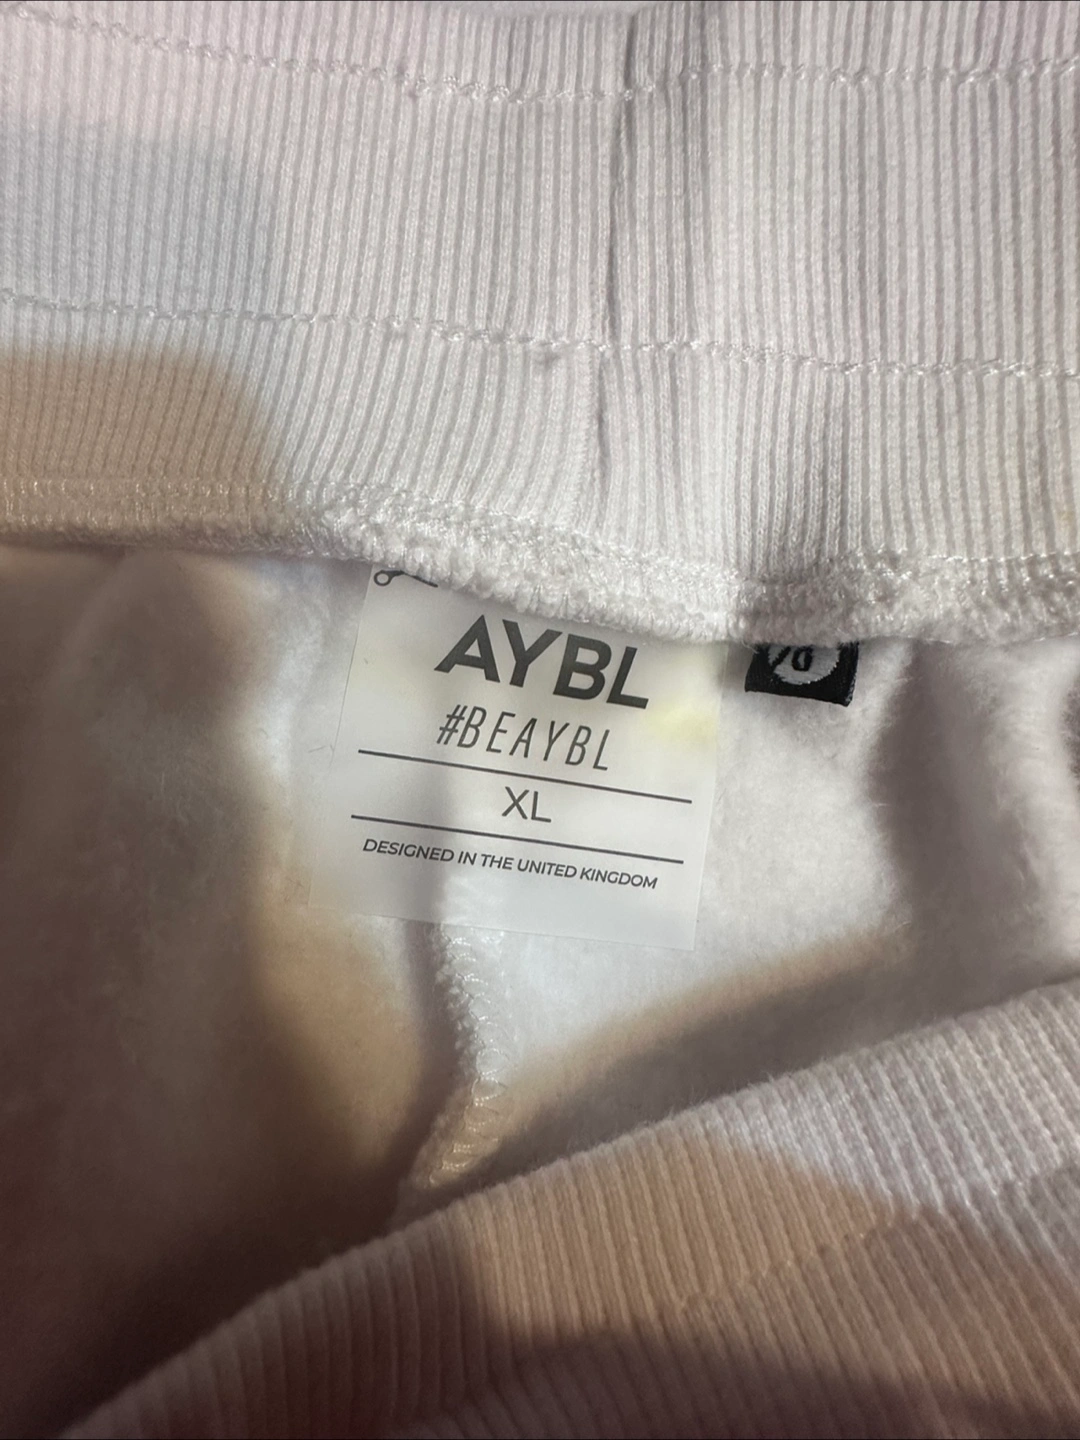 AYBL
#BEAYBL
XL
DESIGNED IN THE UNITED KINGDOM